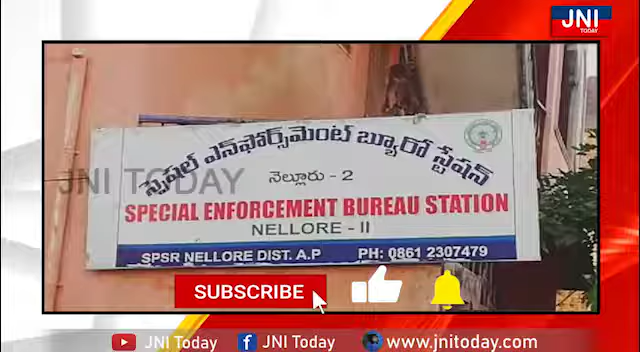 JNI
TODAY
స్పెషల్ ఎన్‌ఫోర్స్‌మెంట్ బ్యూరో స్టేషన్
నెల్లూరు - 2
JNI TODAY
SPECIAL ENFORCEMENT BUREAU STATION
NELLORE - II
SPSR NELLORE DIST. A.P PH: 0861 2307479
SUBSCRIBE
JNI Today JNI Today www.jnitoday.com